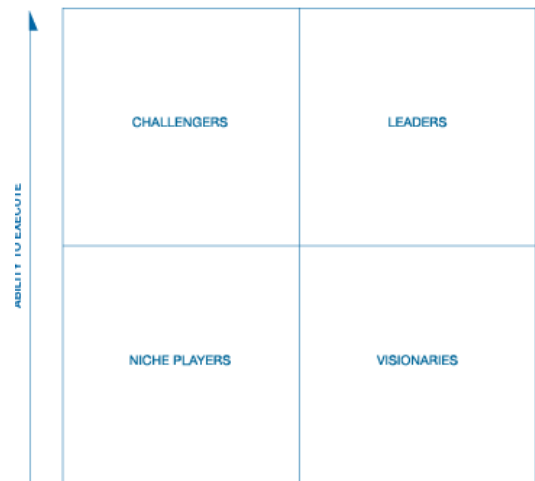 CHALLENGERS
LEADERS
ABILITY TO EXECUTE
NICHE PLAYERS
VISIONARIES